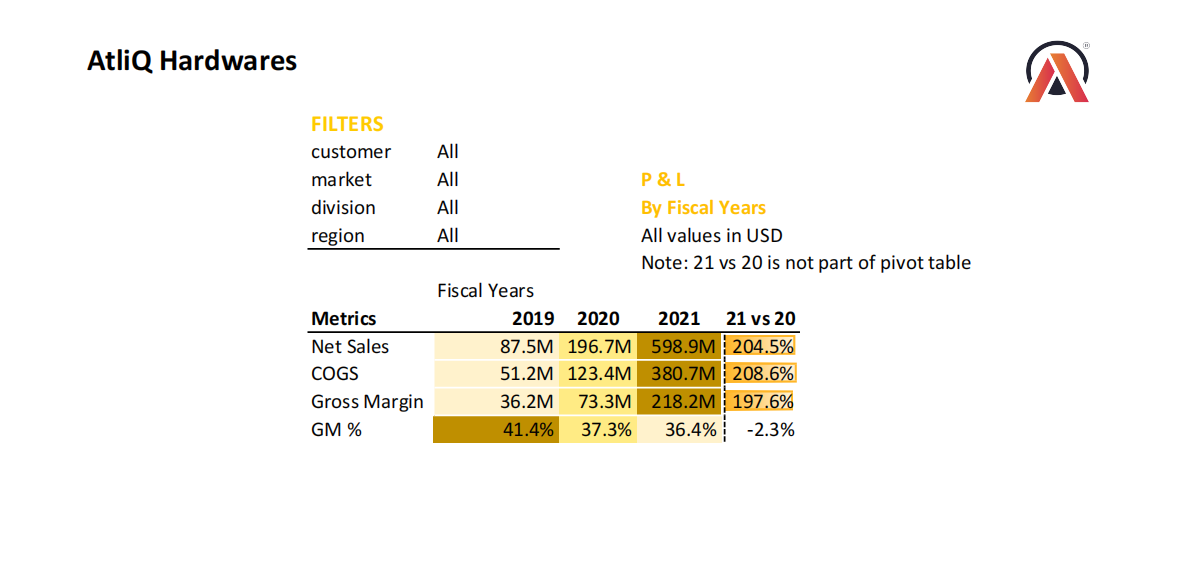 AtliQ Hardwares
FILTERS
customer All
market All
division All
region All
P & L
By Fiscal Years
All values in USD
Note: 21 vs 20 is not part of pivot table
Fiscal Years
Metrics 2019 2020 2021 21 vs 20
Net Sales 87.5M 196.7M 598.9M 204.5%
COGS 51.2M 123.4M 380.7M 208.6%
Gross Margin 36.2M 73.3M 218.2M 197.6%
GM % 41.4% 37.3% 36.4% -2.3%